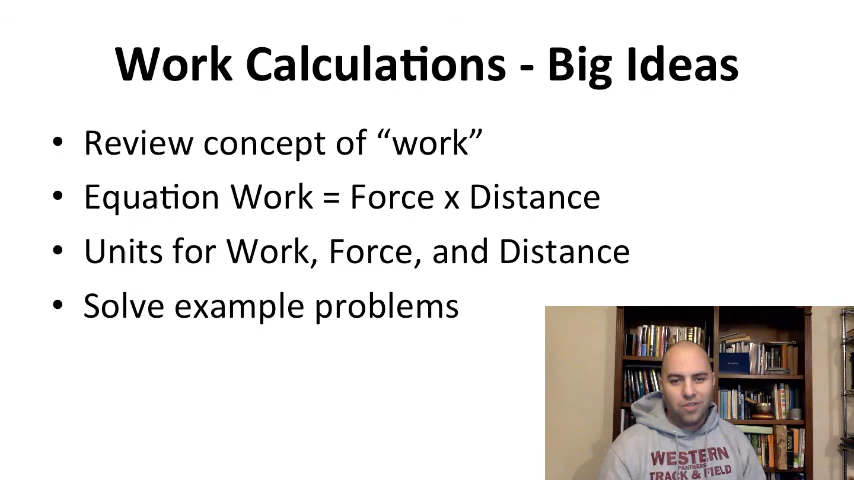 Work Calculations - Big Ideas
• Review concept of “work”
• Equation Work = Force x Distance
• Units for Work, Force, and Distance
• Solve example problems
WESTERN
PANTHERS
TRACK & FIELD